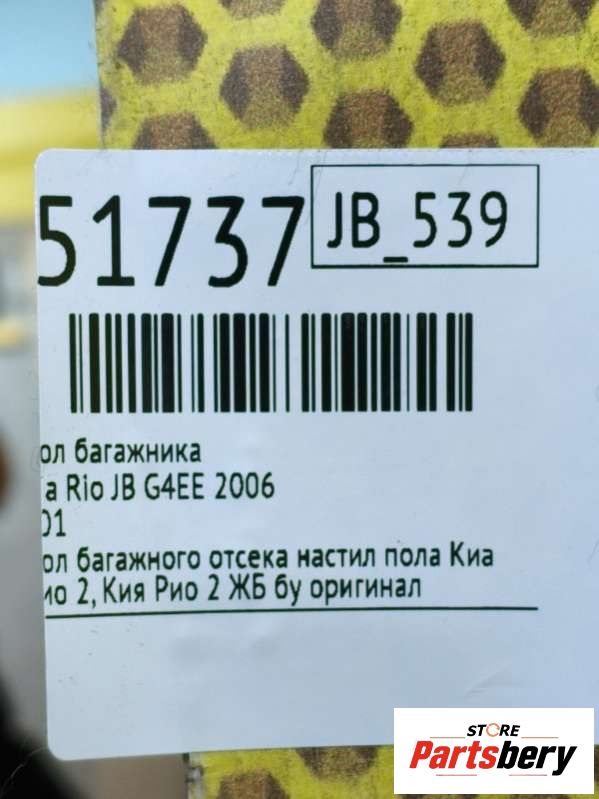 51737
JB_539
ол багажника
a Rio JB G4EE 2006
01
ол багажного отсека настил пола Киа
ио 2, Кия Рио 2 ЖБ бу оригинал
STORE
Partsbery